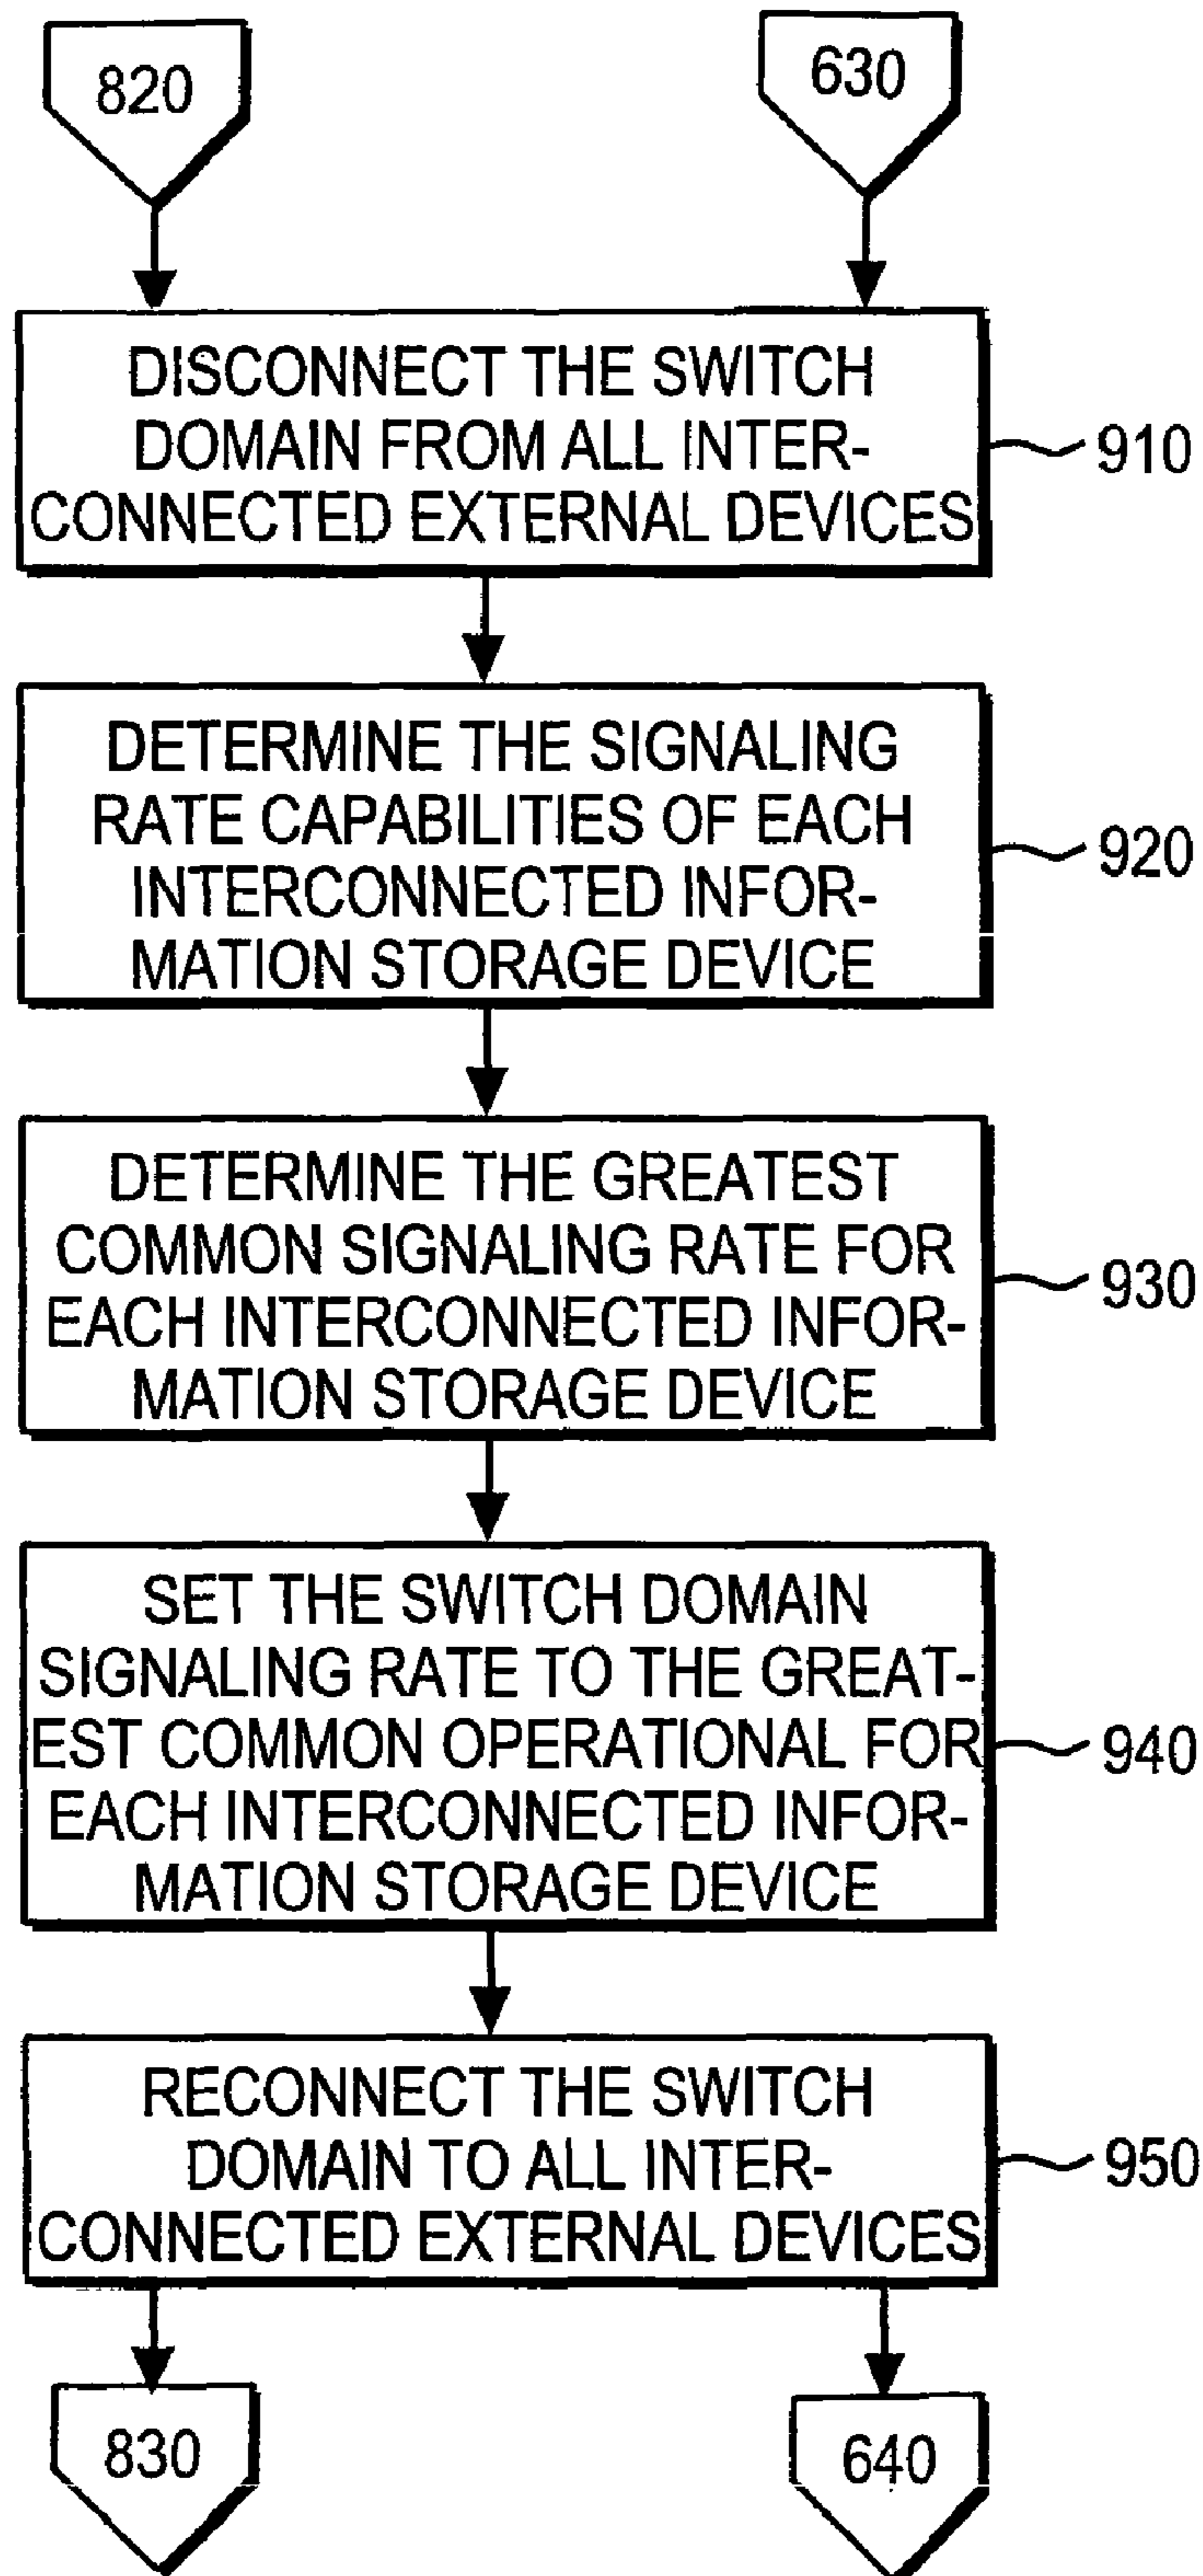 820
630
DISCONNECT THE SWITCH
DOMAIN FROM ALL INTER-
CONNECTED EXTERNAL DEVICES
910
DETERMINE THE SIGNALING
RATE CAPABILITIES OF EACH
INTERCONNECTED INFOR-
MATION STORAGE DEVICE
920
DETERMINE THE GREATEST
COMMON SIGNALING RATE FOR
EACH INTERCONNECTED INFOR-
MATION STORAGE DEVICE
930
SET THE SWITCH DOMAIN
SIGNALING RATE TO THE GREAT-
EST COMMON OPERATIONAL FOR
EACH INTERCONNECTED INFOR-
MATION STORAGE DEVICE
940
RECONNECT THE SWITCH
DOMAIN TO ALL INTER-
CONNECTED EXTERNAL DEVICES
950
830
640